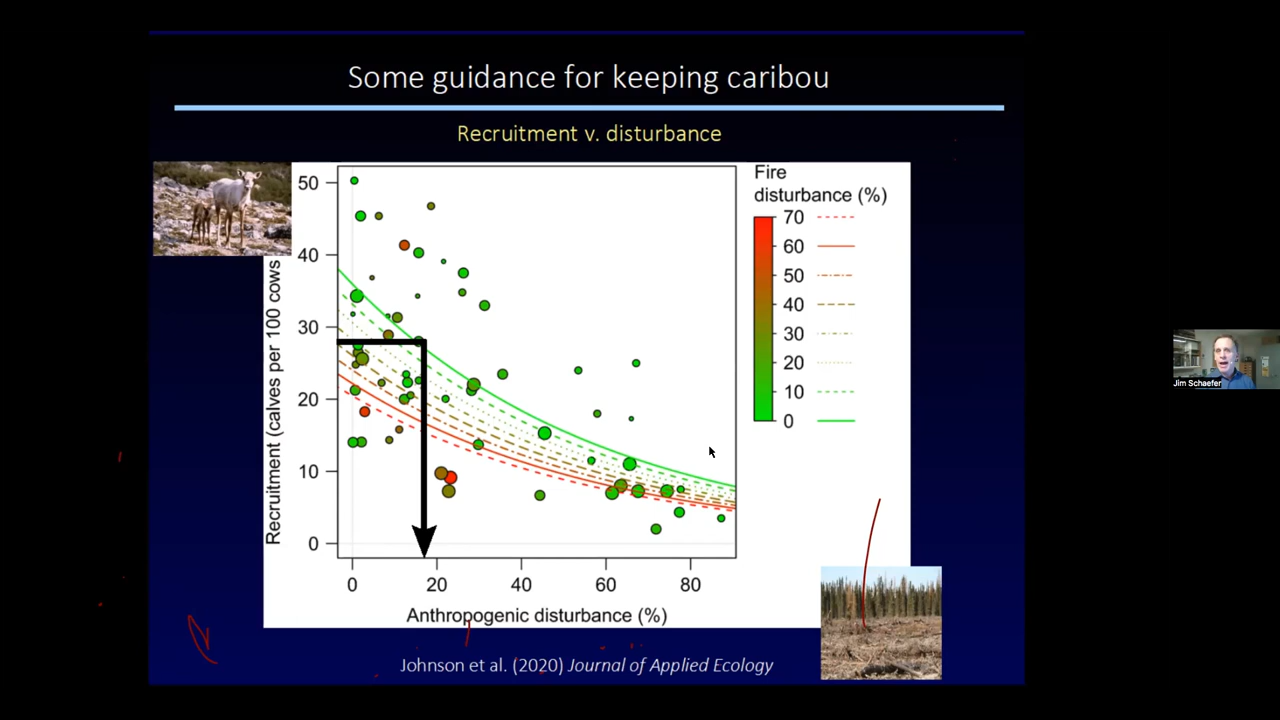 Some guidance for keeping caribou
Recruitment v. disturbance
Fire
disturbance (%)
70
60
50
40
30
20
10
0
50
40
30
20
10
0
Recruitment (calves per 100 cows
0 20 40 60 80
Anthropogenic disturbance (%)
Johnson et al. (2020) Journal of Applied Ecology
Jim Schaefer